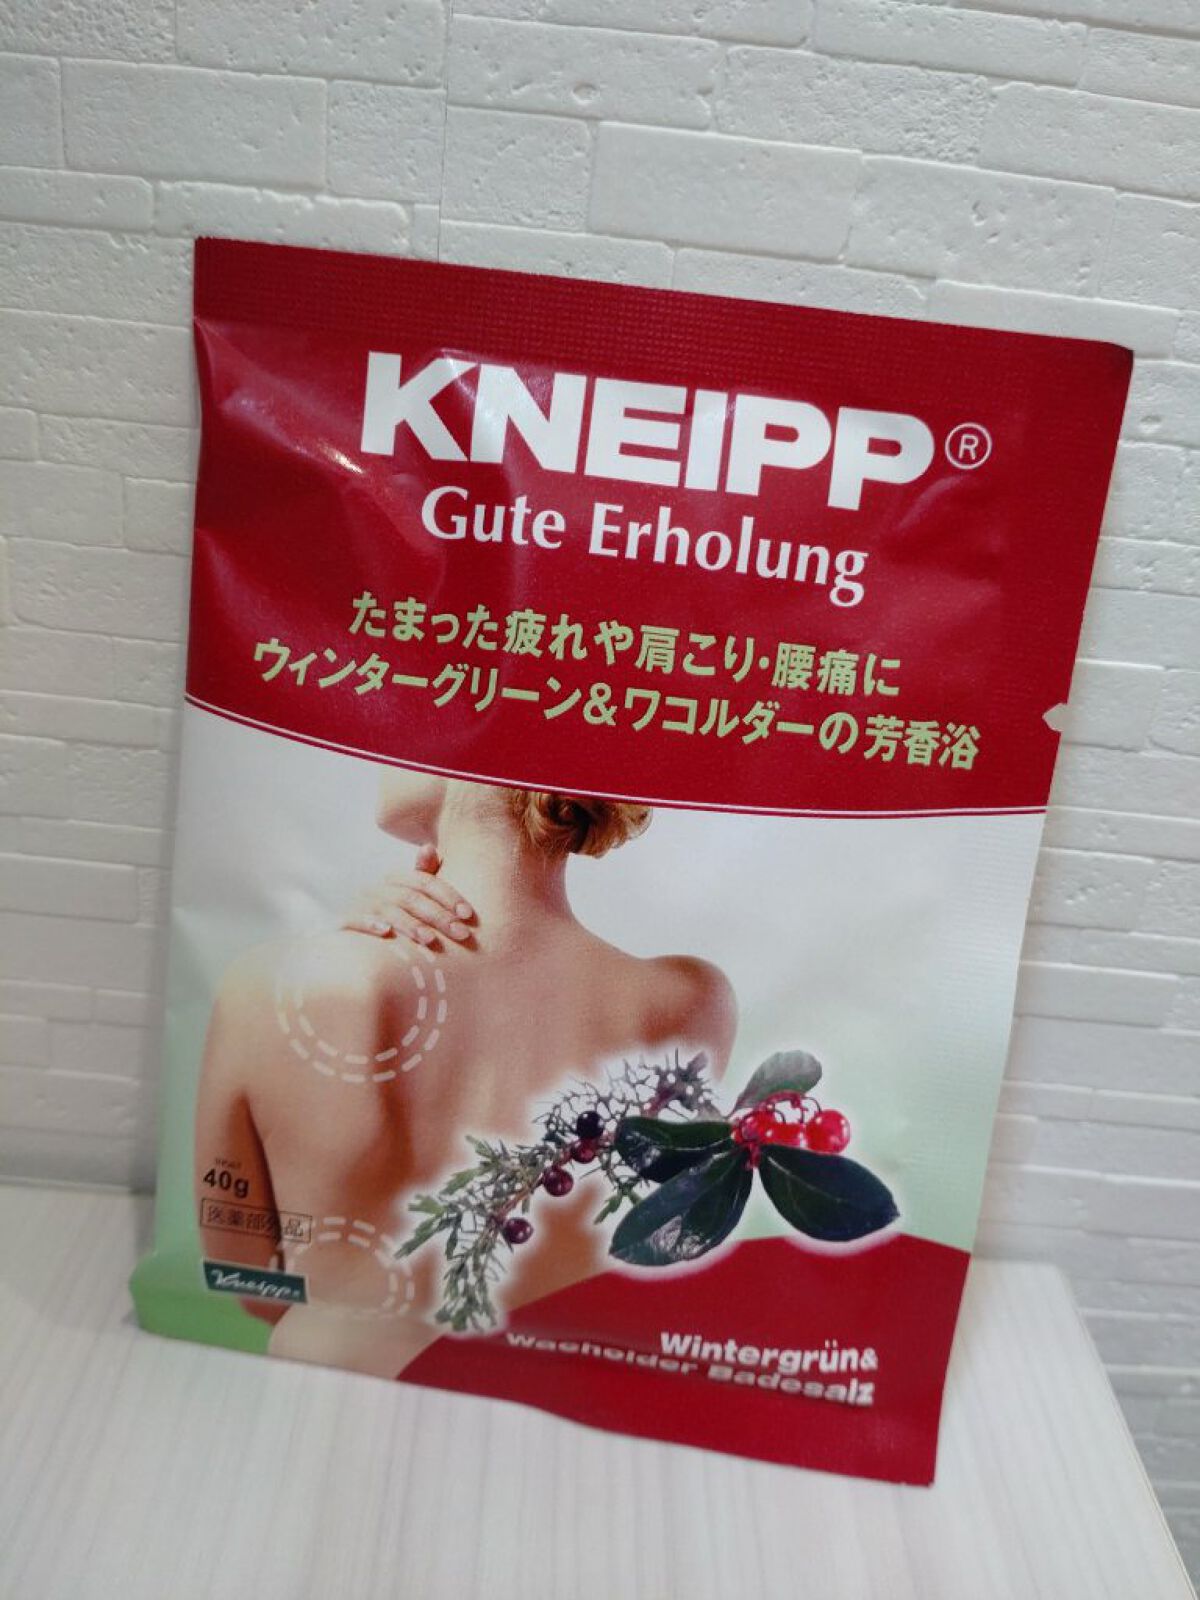 KNEIPP®
Gute Erholung
たまった疲れや肩こり・腰痛に
ウィンターグリーン&ワコルダーの芳香浴
40g
医薬部外品
Kneipp®
Wintergrün&
Wacholder Badesalz